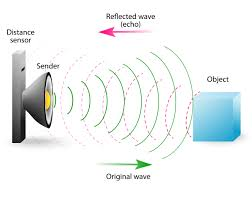 Reflected wave
(echo)
Distance
sensor
Sender
Object
Original wave